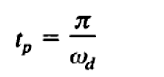 t_p = π / ω_d